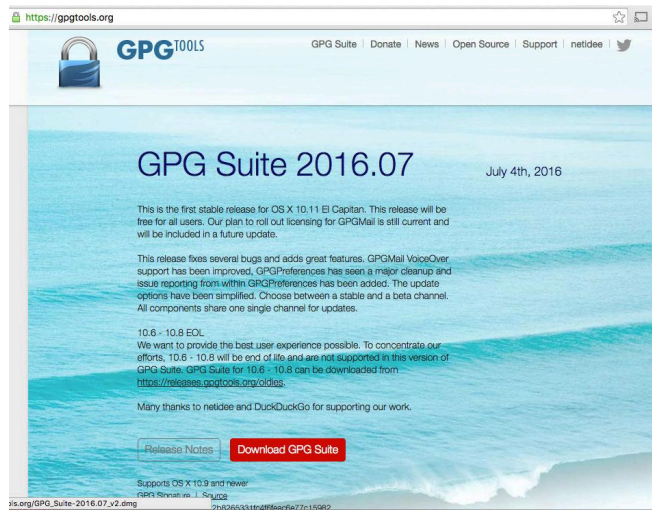 https://gpgtools.org
GPGTOOLS
GPG Suite | Donate | News | Open Source | Support | netidee |
GPG Suite 2016.07
July 4th, 2016
This is the first stable release for OS X 10.11 El Capitan. This release will be
free for all users. Our plan to roll out licensing for GPGMail is still current and
will be included in a future update.
This release fixes several bugs and adds great features. GPGMail VoiceOver
support has been improved, GPGPreferences has seen a major cleanup and
issue reporting from within GPGPreferences has been added. The update
options have been simplified. Choose between a stable and a beta channel.
All components share one single channel for updates.
10.6 - 10.8 EOL
We want to provide the best user experience possible. To concentrate our
efforts, 10.6 - 10.8 will be end of life and are not supported in this version of
GPG Suite. GPG Suite for 10.6 - 10.8 can be downloaded from
https://releases.gpgtools.org/oldies.
Many thanks to netidee and DuckDuckGo for supporting our work.
Release Notes
Download GPG Suite
Supports OS X 10.9 and newer
GPG Signature | Source
ols.org/GPG_Suite-2016.07_v2.dmg